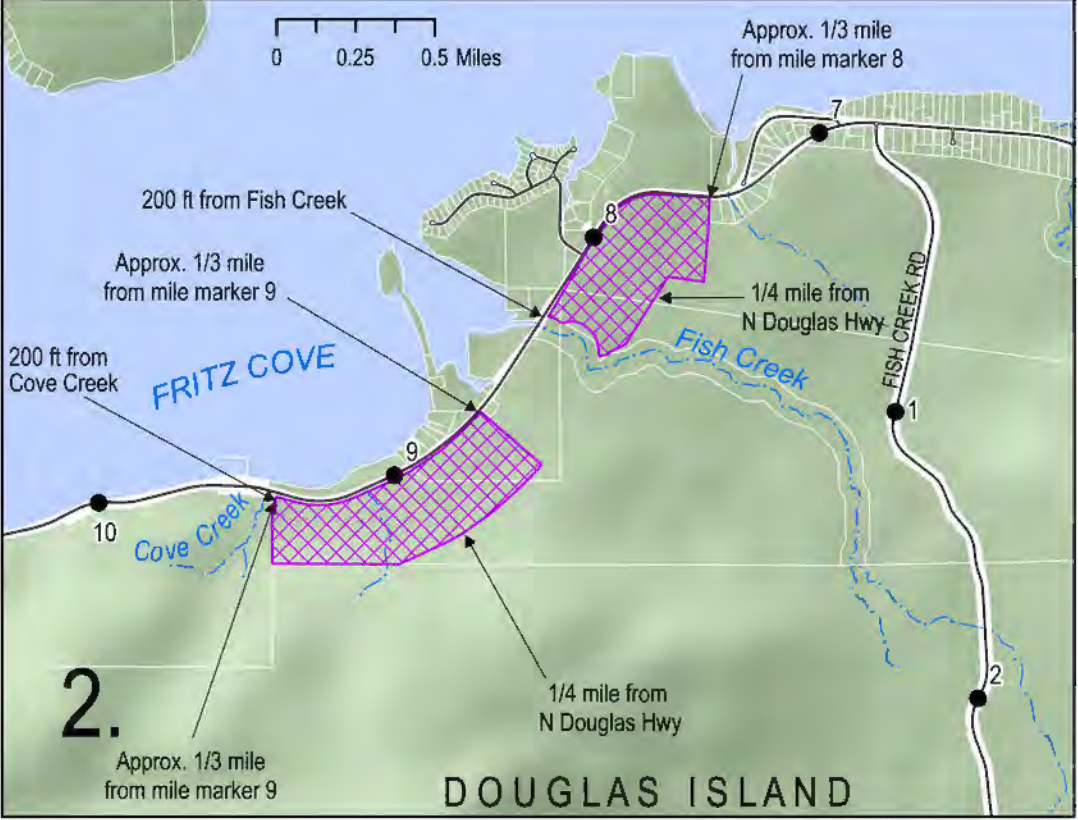 0 0.25 0.5 Miles
Approx. 1/3 mile
from mile marker 8
7
200 ft from Fish Creek
8
Approx. 1/3 mile
from mile marker 9
1/4 mile from
N Douglas Hwy
FISH CREEK RD
Fish Creek
200 ft from
Cove Creek
FRITZ COVE
1
9
10
Cove Creek
2.
1/4 mile from
N Douglas Hwy
2
Approx. 1/3 mile
from mile marker 9
DOUGLAS ISLAND